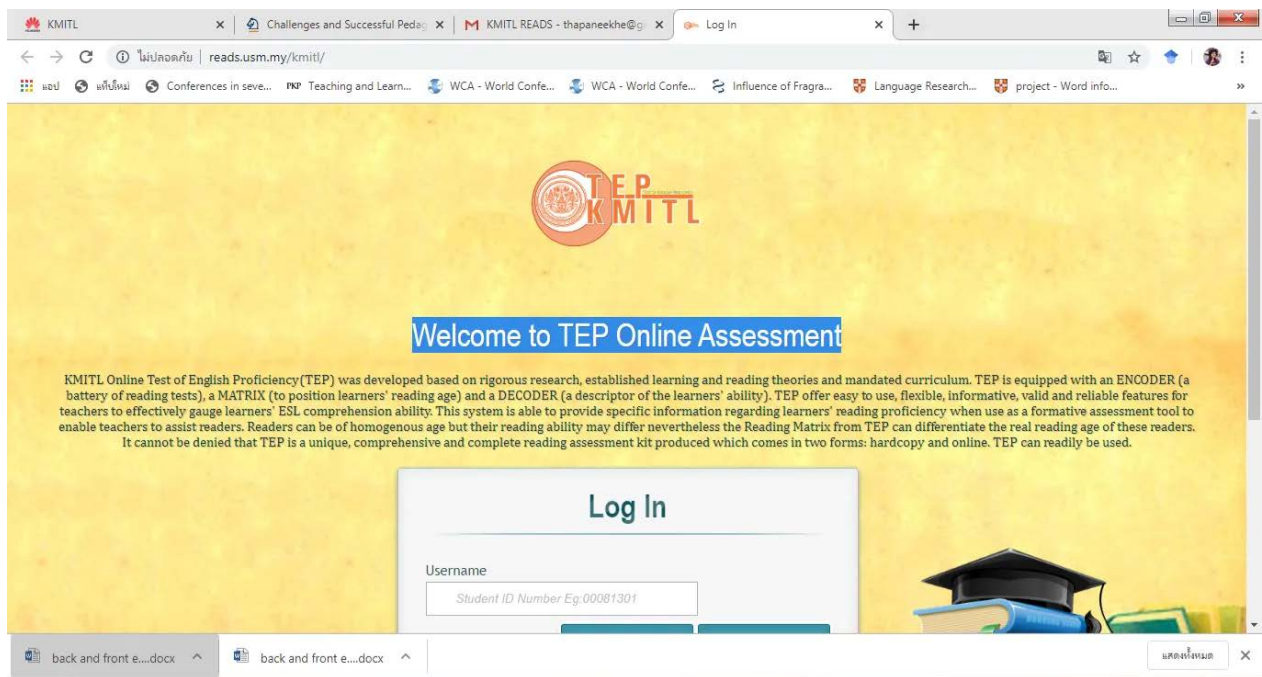 KMITL
Challenges and Successful Pedag
KMITL READS - thapaneekhe@g
Log In
ไม่ปลอดภัย | reads.usm.my/kmitl/
แอป
แท็บใหม่
Conferences in seve...
PKP Teaching and Learn...
WCA - World Confe...
WCA - World Confe...
Influence of Fragra...
Language Research...
project - Word info...
»
T.E.P
KMITL
Welcome to TEP Online Assessment
KMITL Online Test of English Proficiency(TEP) was developed based on rigorous research, established learning and reading theories and mandated curriculum. TEP is equipped with an ENCODER (a
battery of reading tests), a MATRIX (to position learners' reading age) and a DECODER (a descriptor of the learners' ability). TEP offer easy to use, flexible, informative, valid and reliable features for
teachers to effectively gauge learners' ESL comprehension ability. This system is able to provide specific information regarding learners' reading proficiency when use as a formative assessment tool to
enable teachers to assist readers. Readers can be of homogenous age but their reading ability may differ nevertheless the Reading Matrix from TEP can differentiate the real reading age of these readers.
It cannot be denied that TEP is a unique, comprehensive and complete reading assessment kit produced which comes in two forms: hardcopy and online. TEP can readily be used.
Log In
Username
Student ID Number Eg:00081301
back and front e....docx
back and front e....docx
แสดงทั้งหมด